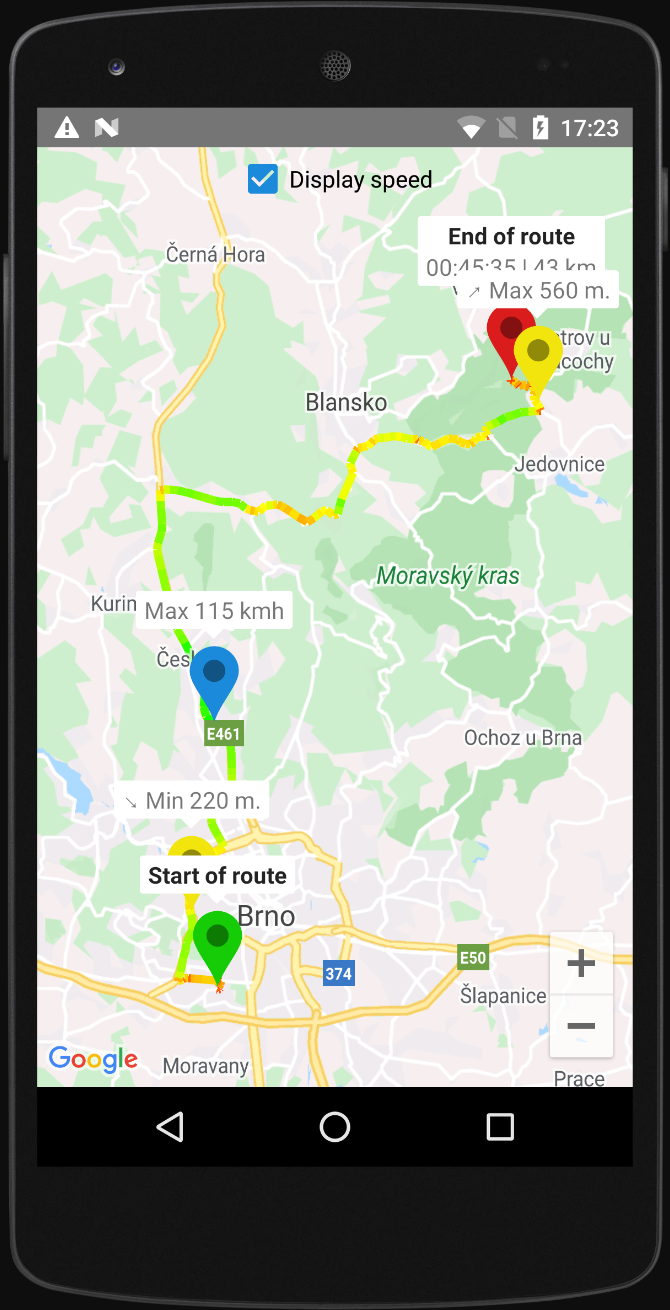 17:23
Display speed
Černá Hora
End of route
00:45:35 | 43 km
↗ Max 560 m.
trov u
cochy
Blansko
Jedovnice
Moravský kras
Kurin
Max 115 kmh
Česk
E461
Ochoz u Brna
↘ Min 220 m.
Start of route
Brno
E50
374
Šlapanice
+
−
Google
Moravany
Prace